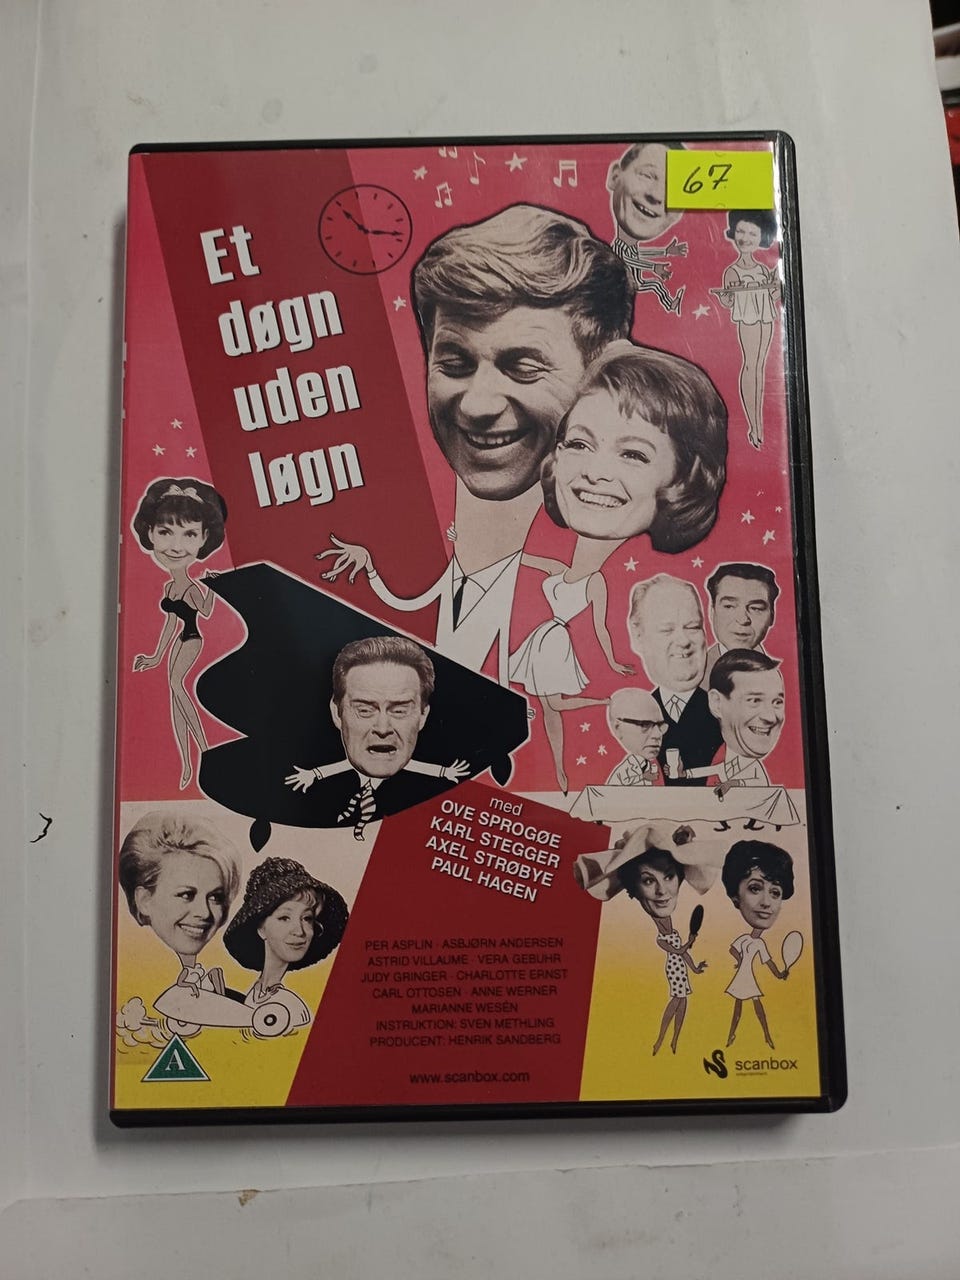 67
Et
døgn
uden
løgn
med
OVE SPROGØE
KARL STEGGER
AXEL STRØBYE
PAUL HAGEN
PER ASPLIN · ASBJØRN ANDERSEN
ASTRID VILLAUME · VERA GEBUHR
JUDY GRINGER · CHARLOTTE ERNST
CARL OTTOSEN · ANNE WERNER
MARIANNE WESÉN
INSTRUKTION: SVEN METHLING
PRODUCENT: HENRIK SANDBERG
www.scanbox.com
A
scanbox
entertainment